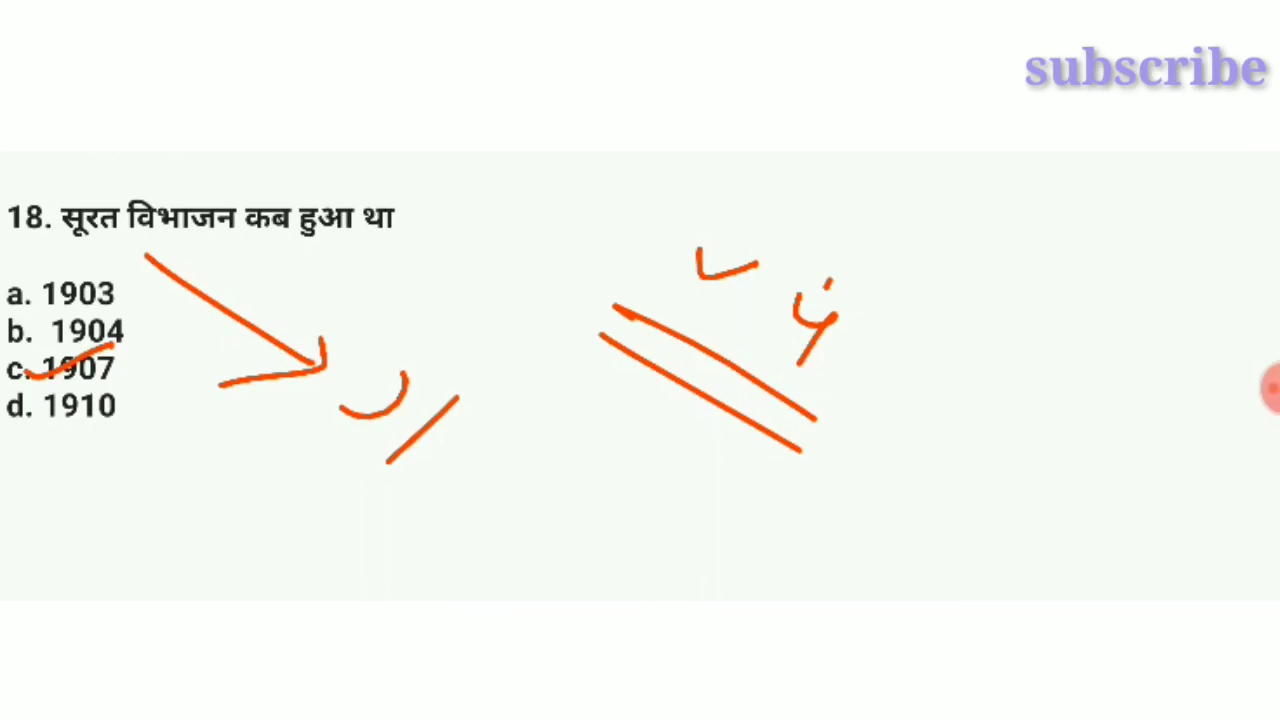 subscribe
18. सूरत विभाजन कब हुआ था
a. 1903
b. 1904
c. 1907
d. 1910